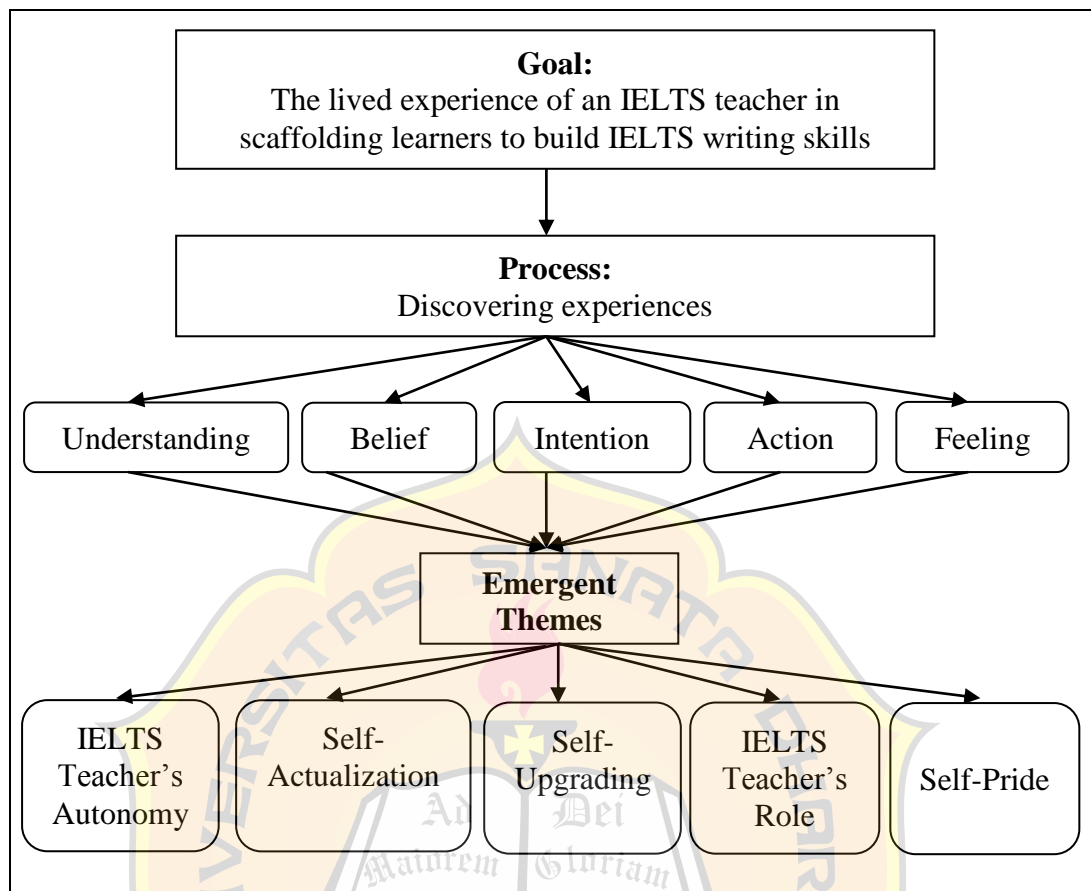 Goal:
The lived experience of an IELTS teacher in
scaffolding learners to build IELTS writing skills
Process:
Discovering experiences
Understanding
Belief
Intention
Action
Feeling
Emergent
Themes
IELTS
Teacher’s
Autonomy
Self-
Actualization
Self-
Upgrading
IELTS
Teacher’s
Role
Self-Pride
SANATA
Ad Dei
Maiorem Gloriam